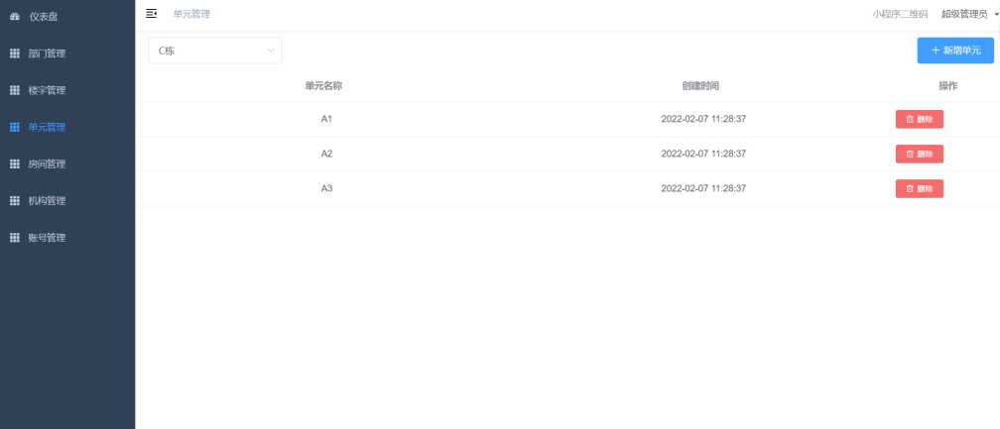 仪表盘
部门管理
楼宇管理
单元管理
房间管理
机构管理
账号管理
单元管理 小程序二维码 超级管理员
C栋 新增单元
单元名称 创建时间 操作
A1 2022-02-07 11:28:37 删除
A2 2022-02-07 11:28:37 删除
A3 2022-02-07 11:28:37 删除